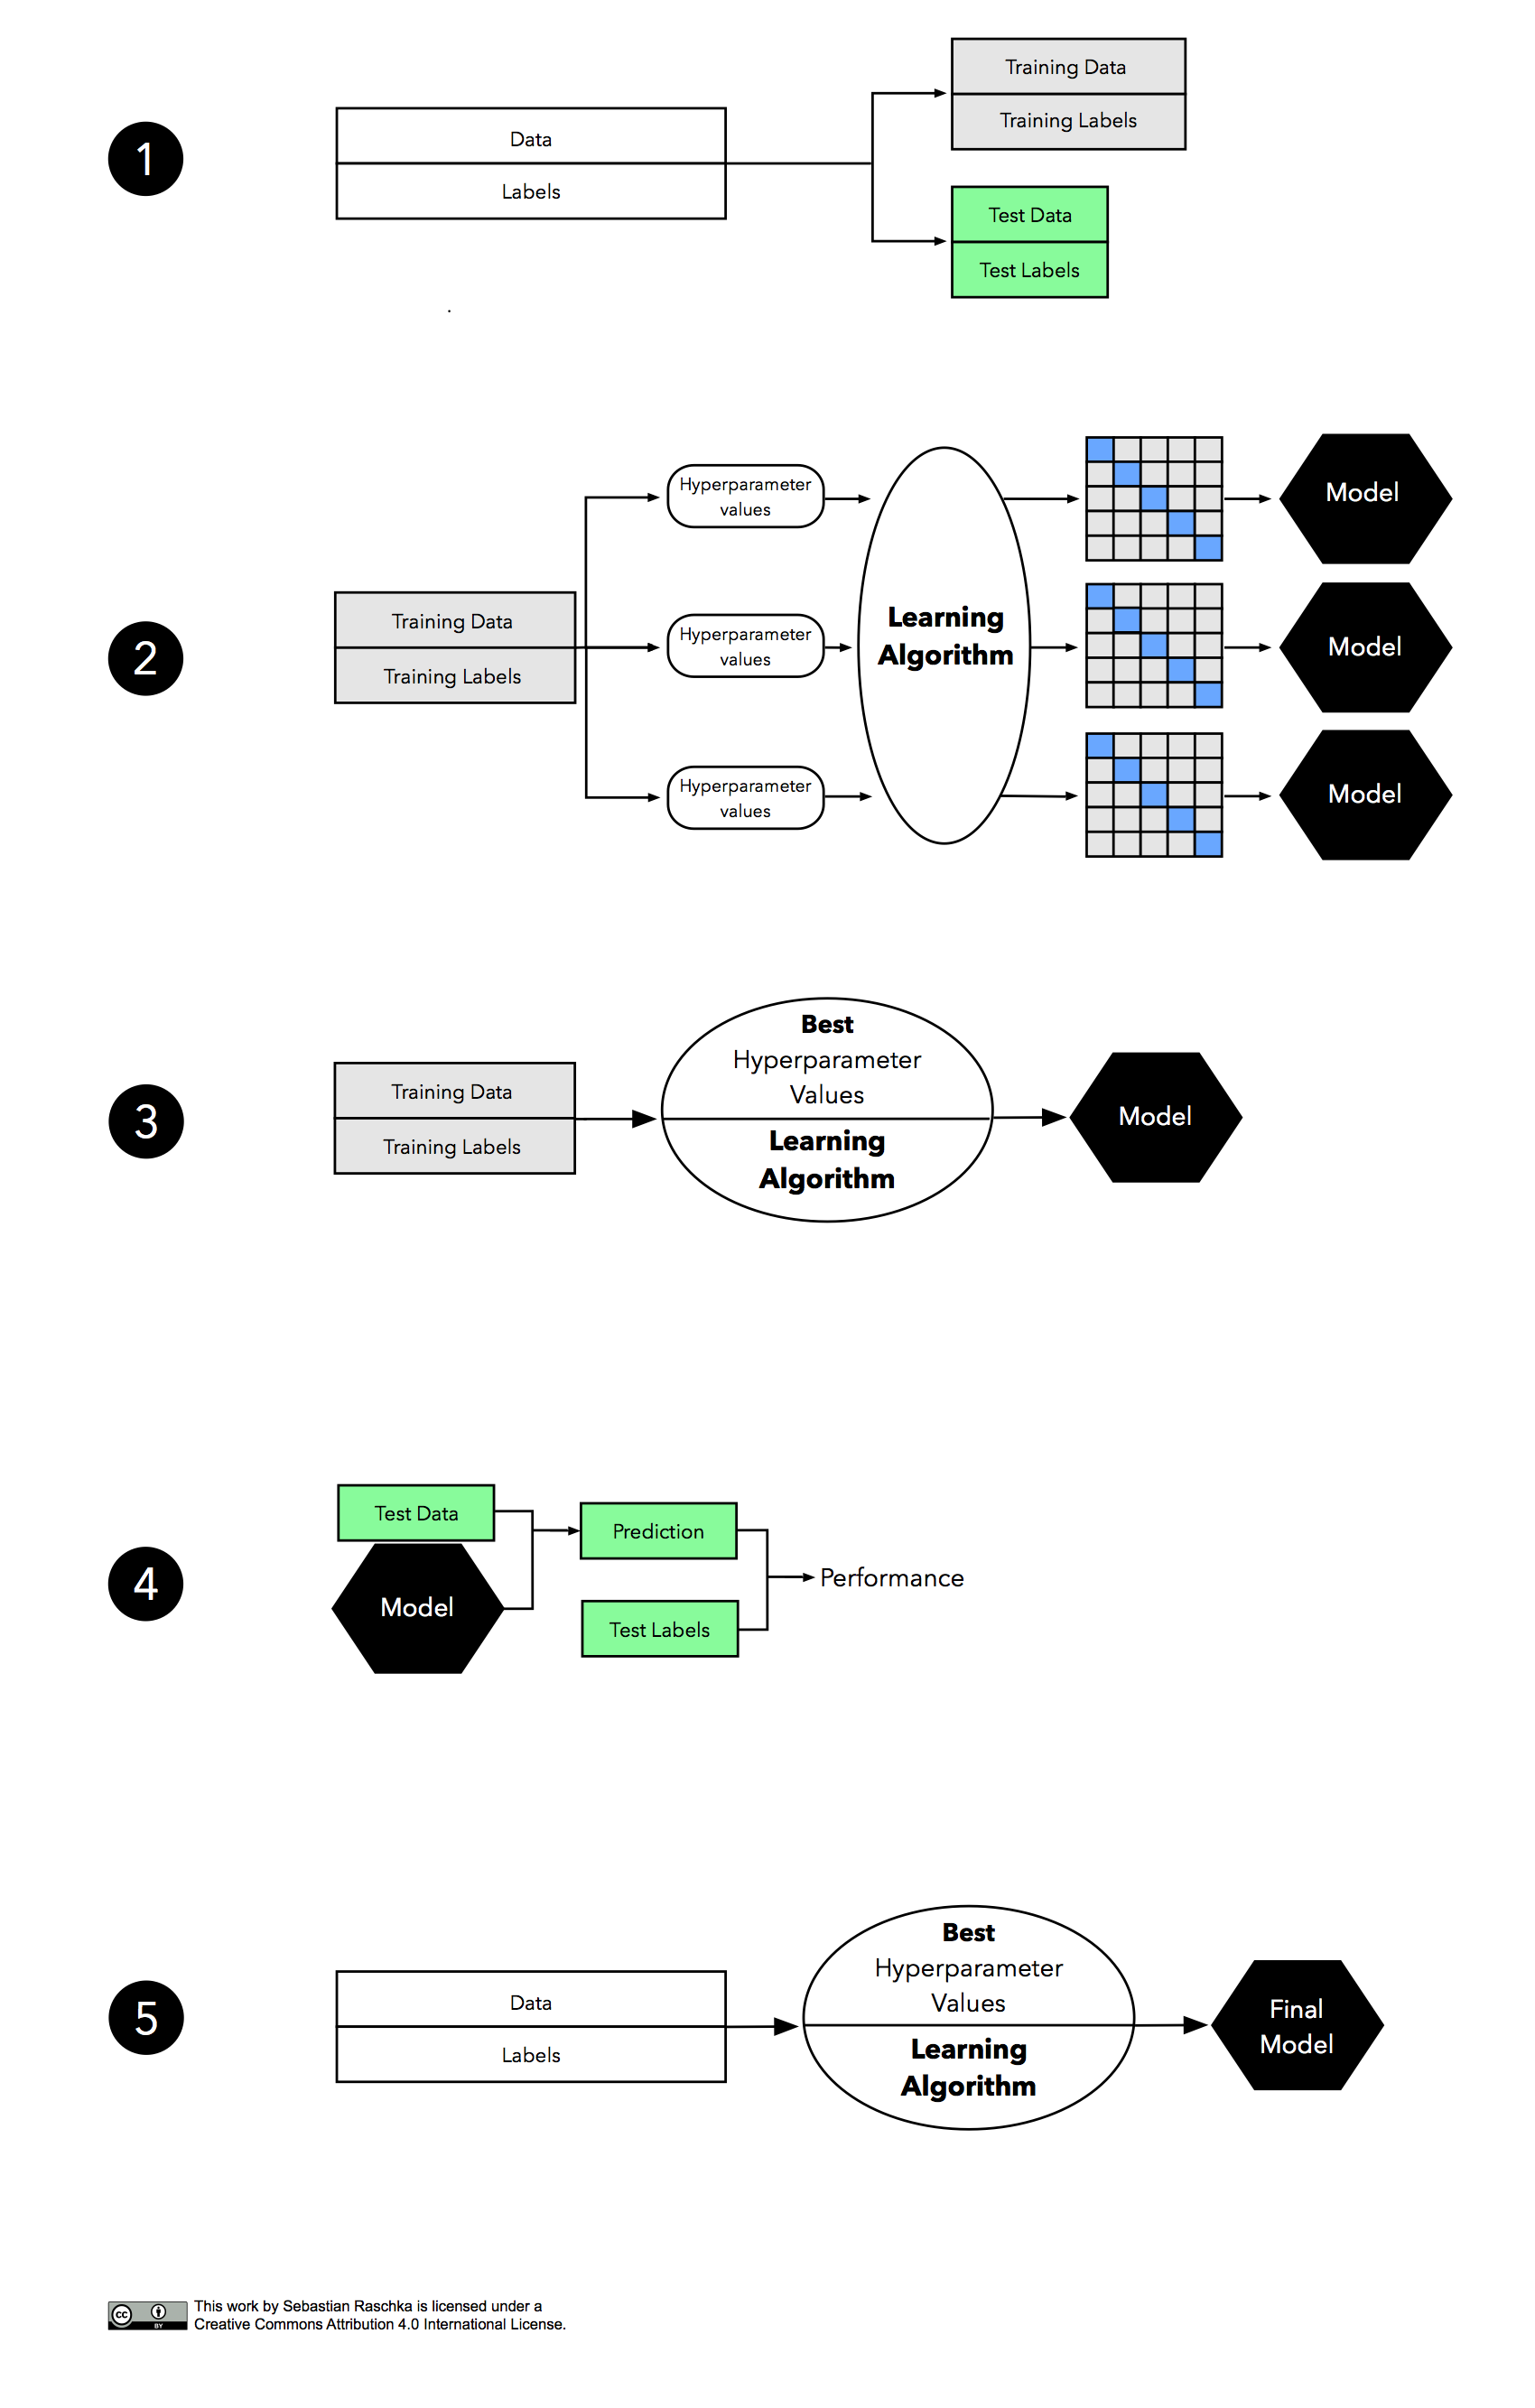 1
Data
Labels
Training Data
Training Labels
Test Data
Test Labels
2
Training Data
Training Labels
Hyperparameter
values
Hyperparameter
values
Hyperparameter
values
Learning
Algorithm
Model
Model
Model
3
Training Data
Training Labels
Best
Hyperparameter
Values
Learning
Algorithm
Model
4
Test Data
Model
Prediction
Test Labels
Performance
5
Data
Labels
Best
Hyperparameter
Values
Learning
Algorithm
Final
Model
cc
BY
This work by Sebastian Raschka is licensed under a
Creative Commons Attribution 4.0 International License.